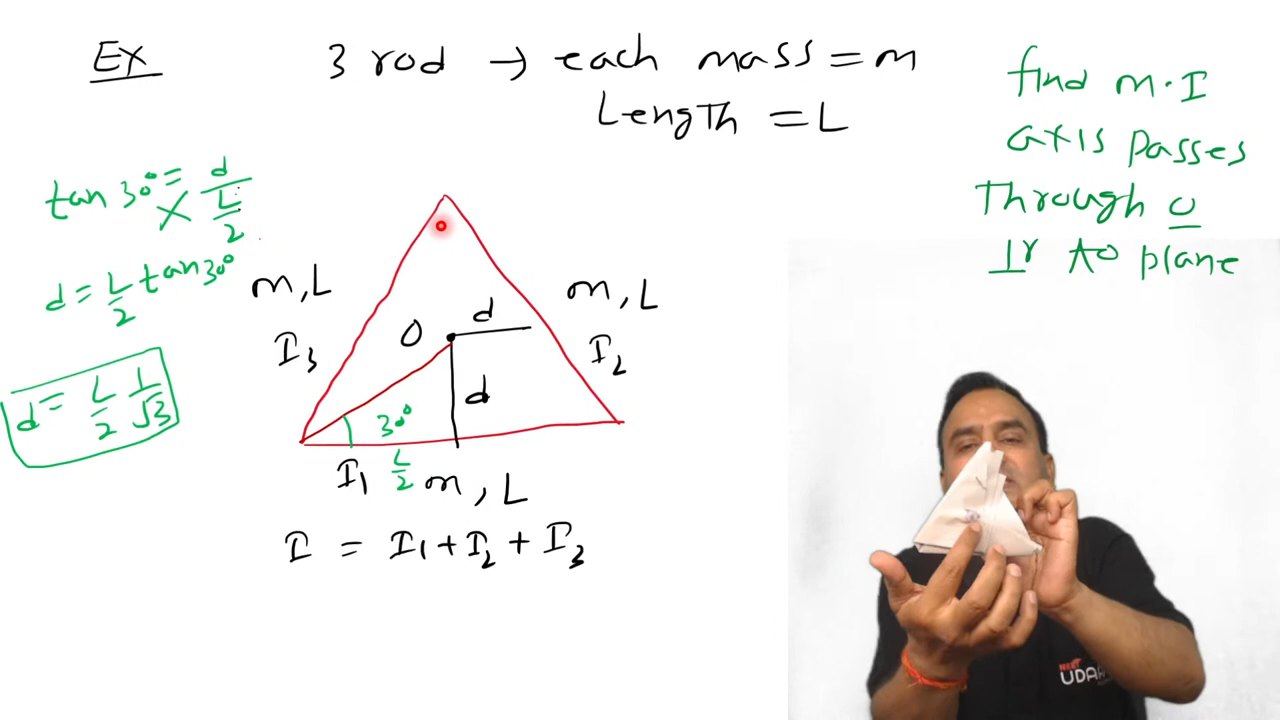 Ex
3 rod → each mass = m
Length = L
find m.I
axis passes
through O
⊥r to plane
tan 30° = d / L/2
d = L/2 tan 30°
d = L/2 1/√3
m, L
I3
m, L
I2
O
d
d
30°
I1
L/2
m, L
I = I1 + I2 + I3
NEET